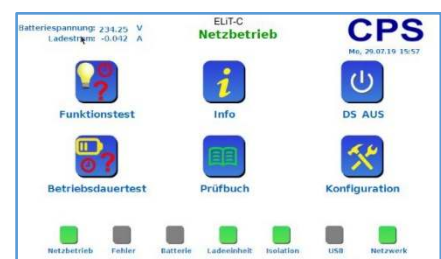 ELiT-C
Batteriespannung: 234.25 V
Ladestrom: -0.042 A
Netzbetrieb
CPS
Mo, 29.07.19 15:57
Funktionstest
Info
DS AUS
Betriebsdauertest
Prüfbuch
Konfiguration
Netzbetrieb
Fehler
Batterie
Ladeeinheit
Isolation
USB
Netzwerk